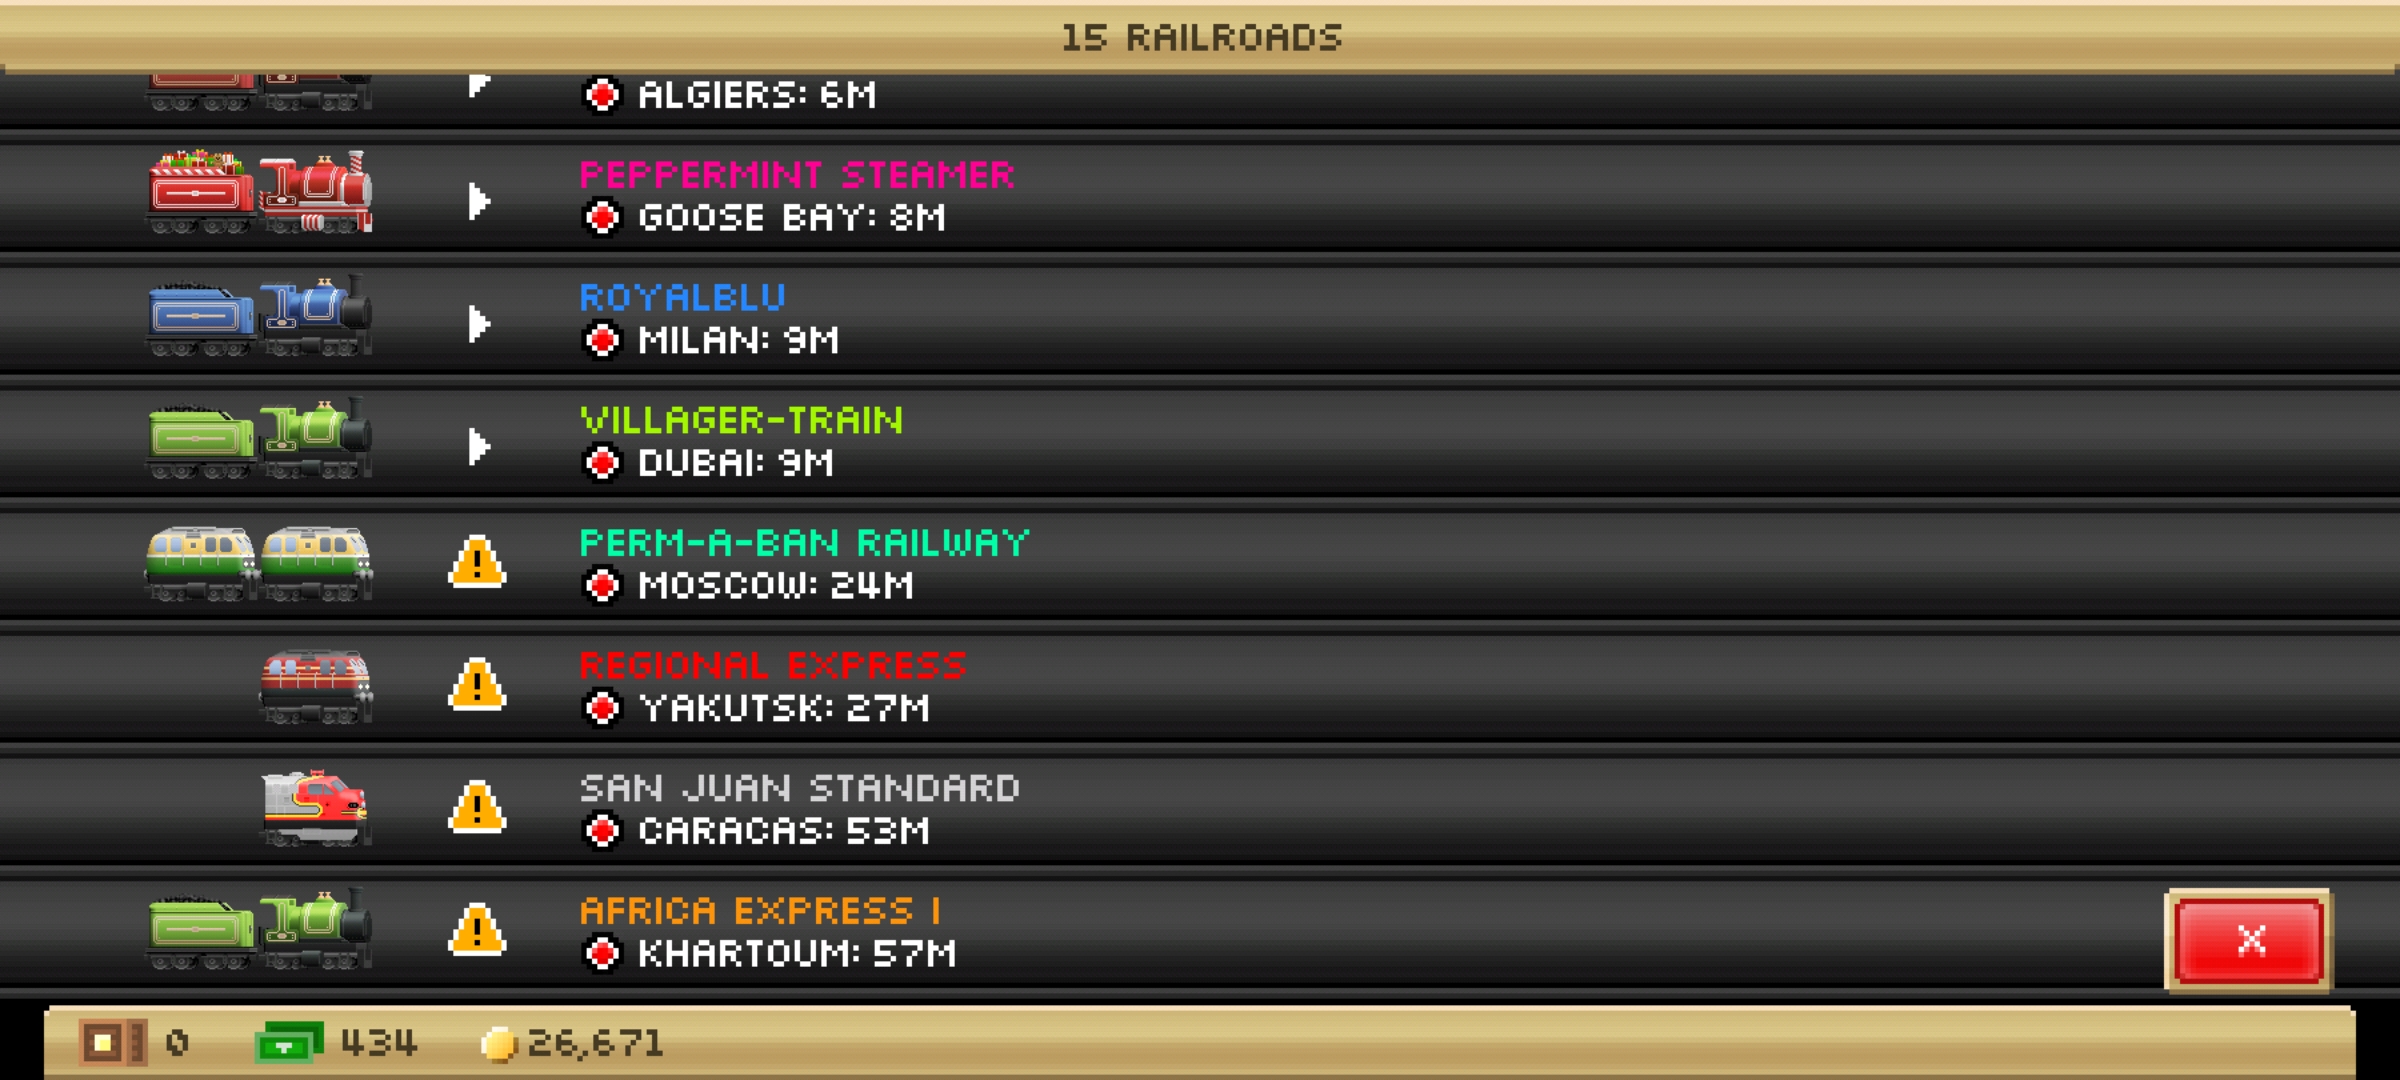 15 RAILROADS
ALGIERS: 6M
PEPPERMINT STEAMER
GOOSE BAY: 8M
ROYALBLU
MILAN: 9M
VILLAGER-TRAIN
DUBAI: 9M
PERM-A-BAN RAILWAY
MOSCOW: 24M
REGIONAL EXPRESS
YAKUTSK: 27M
SAN JUAN STANDARD
CARACAS: 53M
AFRICA EXPRESS I
KHARTOUM: 57M
X
0 434 26,671